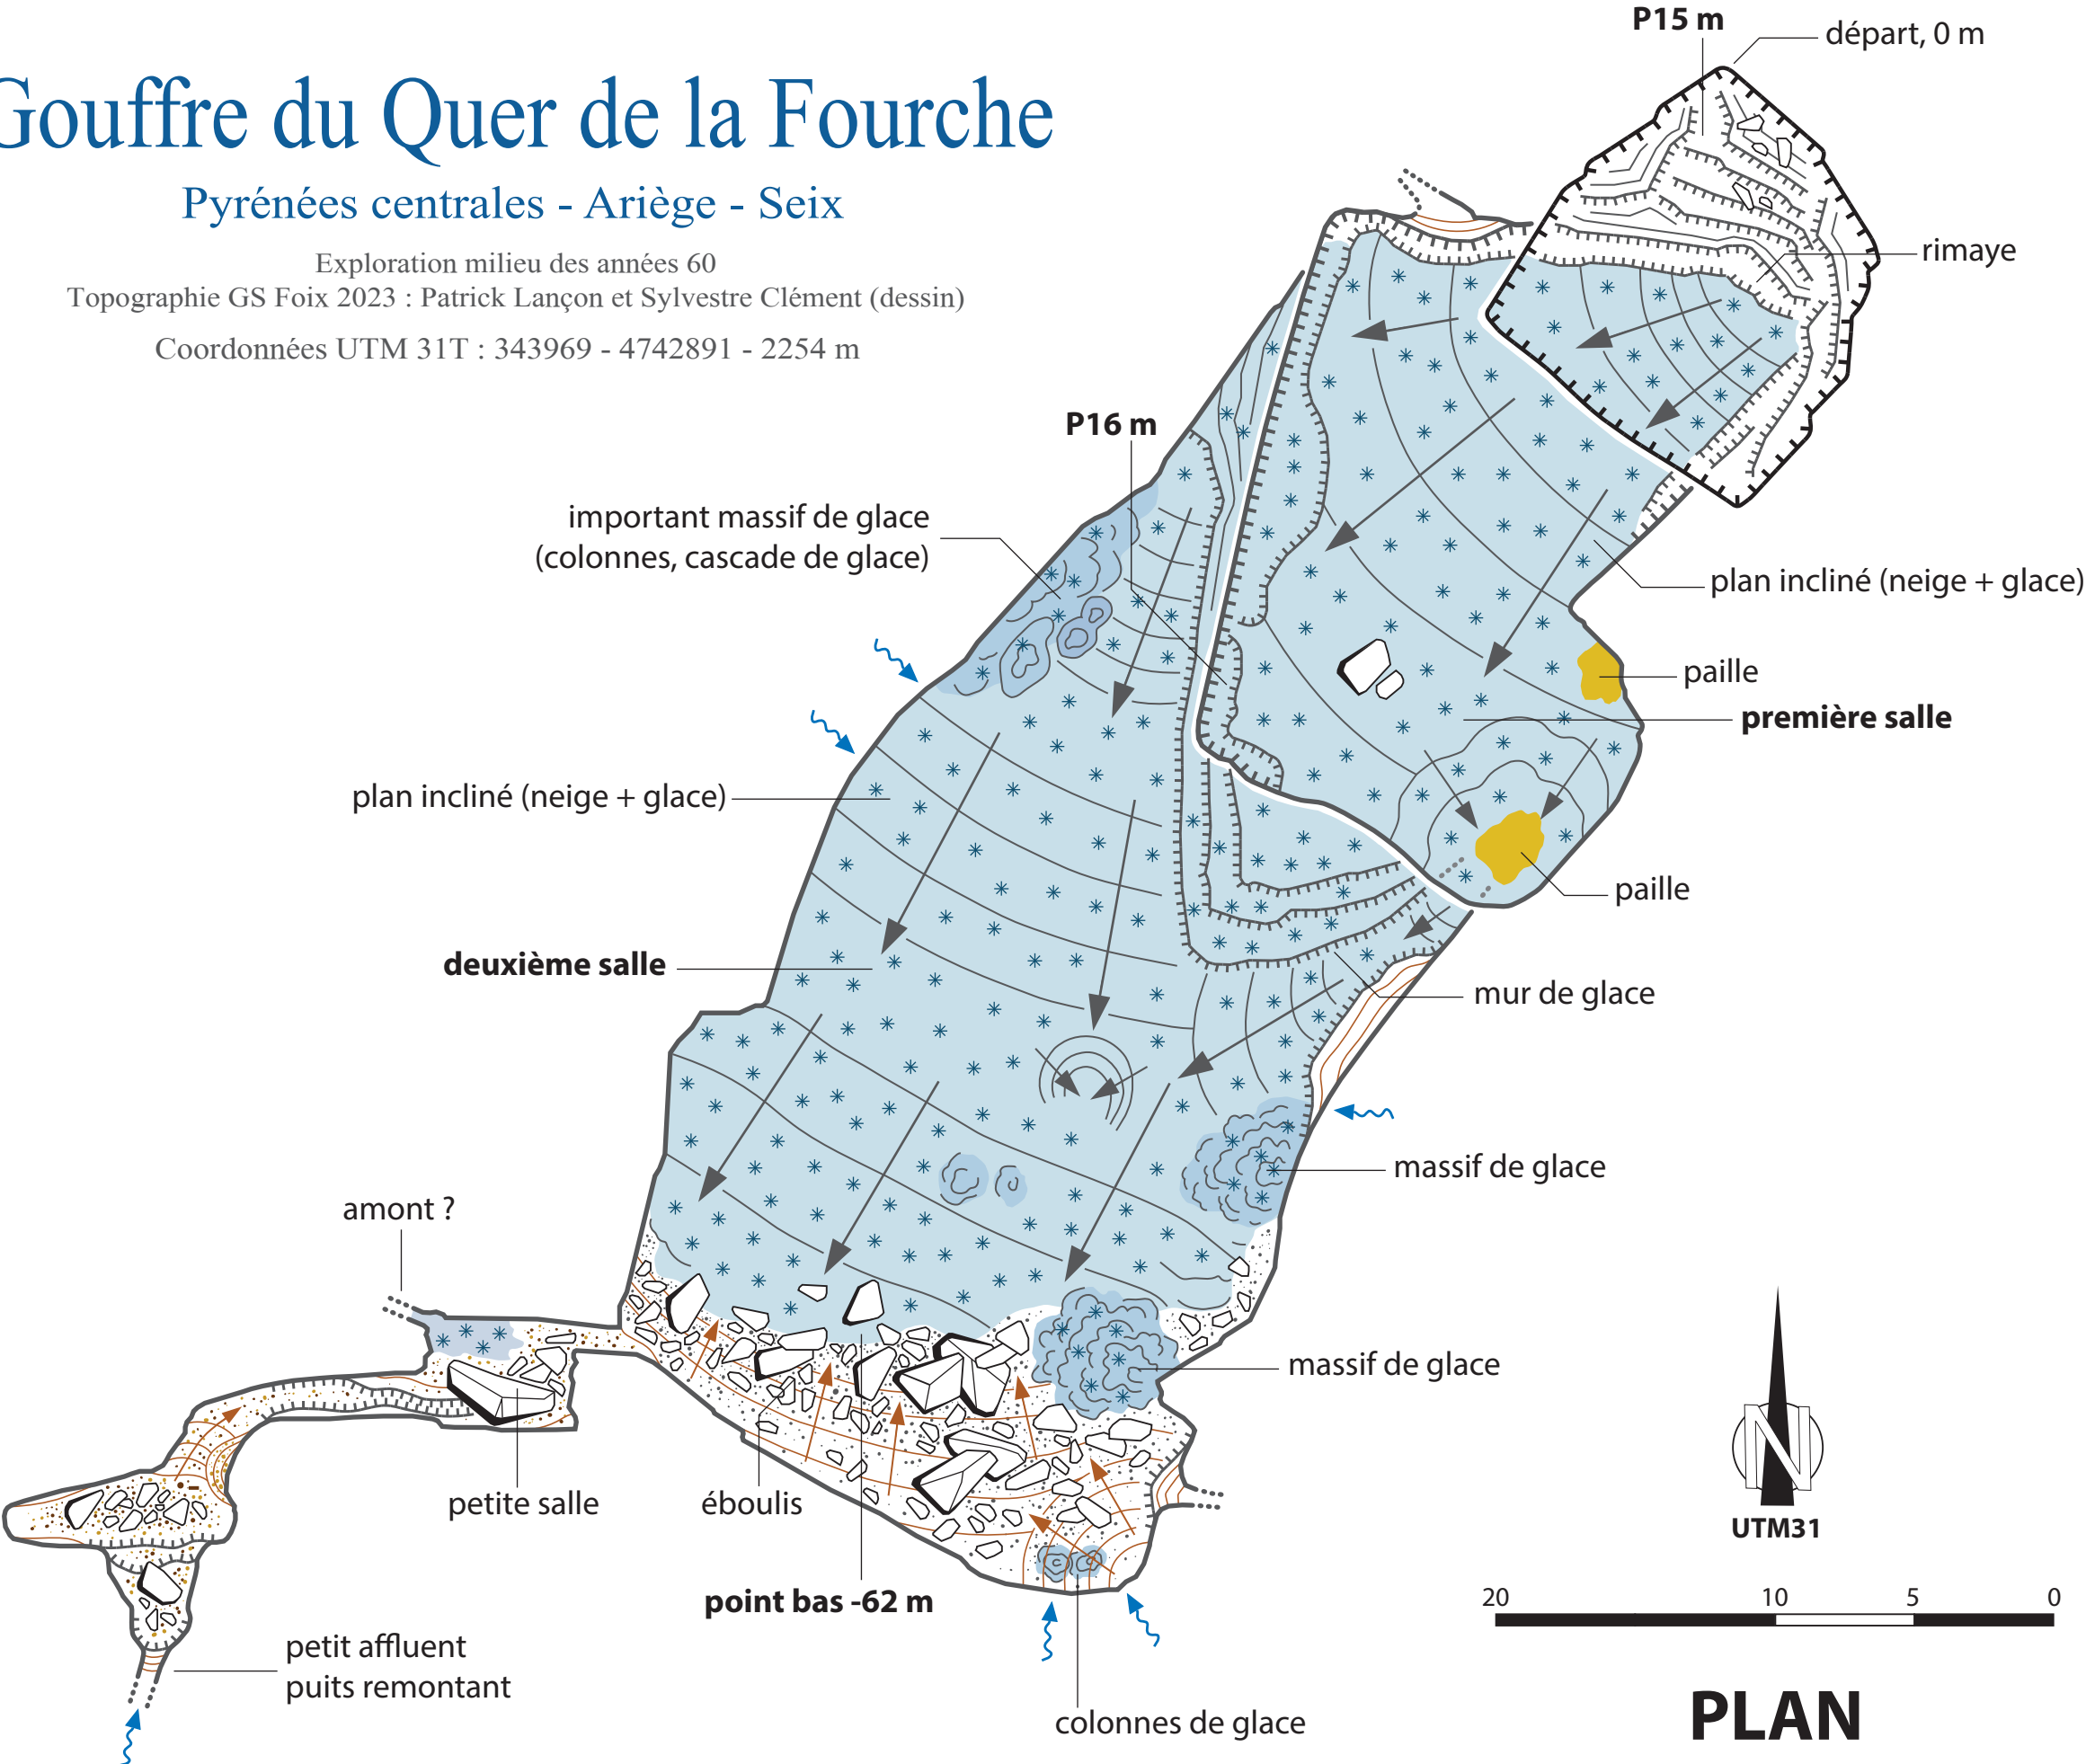 Gouffre du Quer de la Fourche
Pyrénées centrales - Ariège - Seix
Exploration milieu des années 60
Topographie GS Foix 2023 : Patrick Lançon et Sylvestre Clément (dessin)
Coordonnées UTM 31T : 343969 - 4742891 - 2254 m
P15 m
départ, 0 m
rimaye
P16 m
important massif de glace
(colonnes, cascade de glace)
plan incliné (neige + glace)
paille
première salle
plan incliné (neige + glace)
paille
deuxième salle
mur de glace
massif de glace
amont ?
massif de glace
petite salle
éboulis
point bas -62 m
petit affluent
puits remontant
colonnes de glace
N
UTM31
20 10 5 0
PLAN